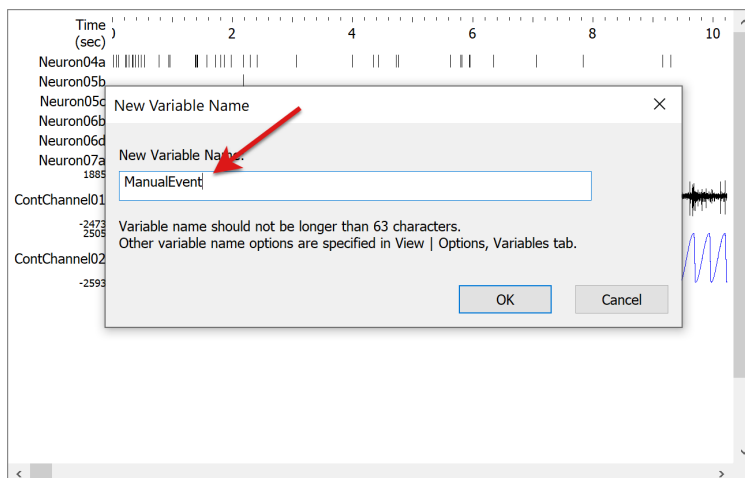 Time
(sec)
0 2 4 6 8 10
Neuron04a
Neuron05b
Neuron05c
Neuron06b
Neuron06d
Neuron07a
1885
ContChannel01
-2473
2505
ContChannel02
-2593
New Variable Name
New Variable Name:
ManualEvent
Variable name should not be longer than 63 characters.
Other variable name options are specified in View | Options, Variables tab.
OK Cancel